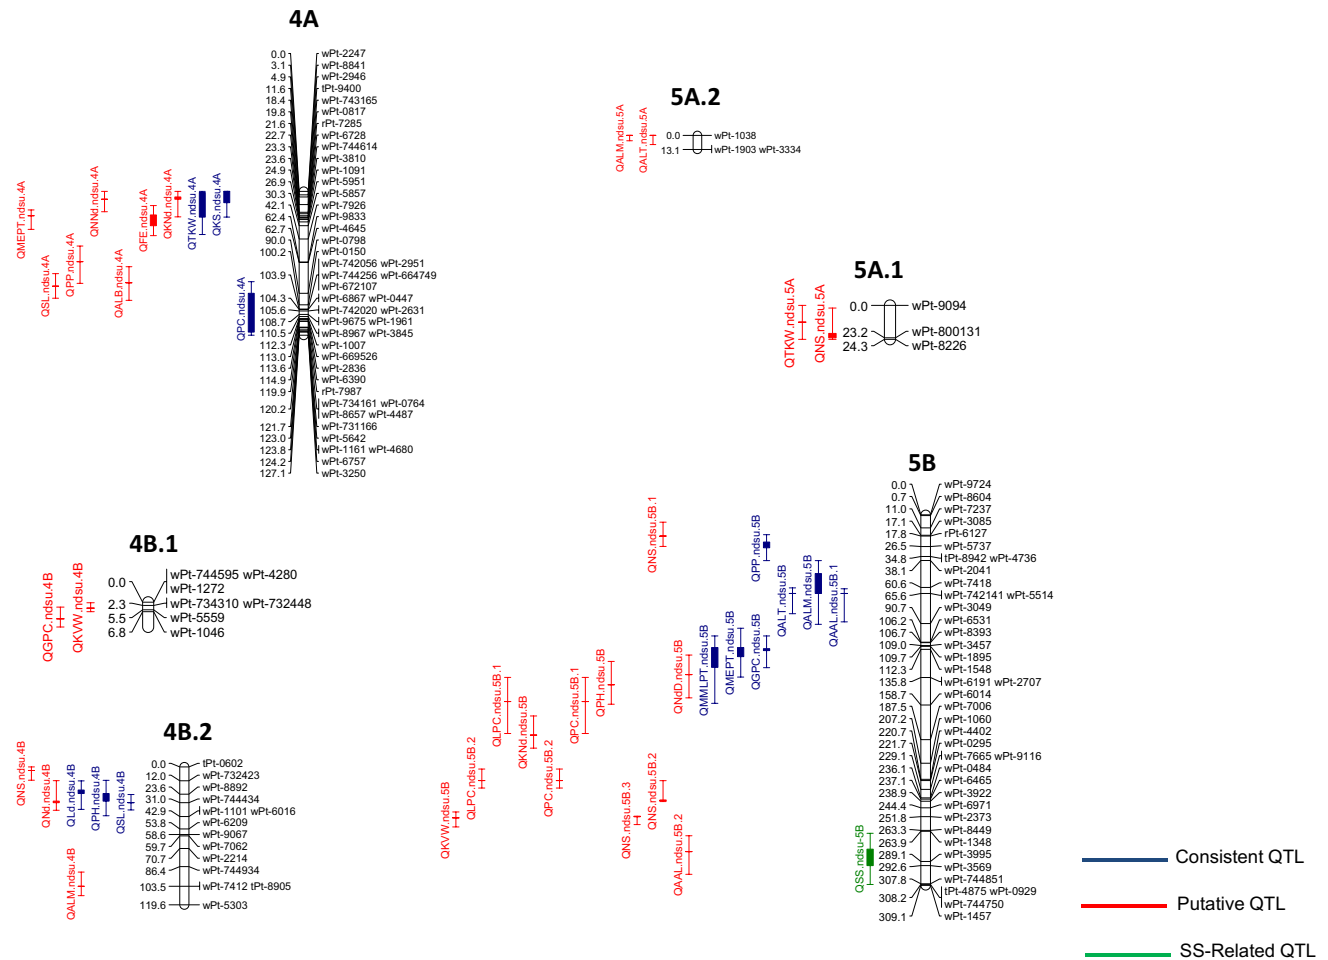 4A
0.0 wPt-2247
3.1 wPt-8841
4.9 wPt-2946
11.6 tPt-9400
18.4 wPt-743165
19.8 wPt-0817
21.6 rPt-7285
22.7 wPt-6728
23.3 wPt-744614
23.6 wPt-3810
24.9 wPt-1091
26.9 wPt-5951
30.3 wPt-5857
42.1 wPt-7926
62.4 wPt-9833
62.7 wPt-4645
90.0 wPt-0798
100.2 wPt-0150
wPt-742056 wPt-2951
103.9 wPt-744256 wPt-664749
wPt-672107
104.3 wPt-6867 wPt-0447
105.6 wPt-742020 wPt-2631
108.7 wPt-9675 wPt-1961
110.5 wPt-8967 wPt-3845
112.3 wPt-1007
113.0 wPt-669526
113.6 wPt-2836
114.9 wPt-6390
119.9 rPt-7987
120.2 wPt-734161 wPt-0764
wPt-8657 wPt-4487
121.7 wPt-731166
123.0 wPt-5642
123.8 wPt-1161 wPt-4680
124.2 wPt-6757
127.1 wPt-3250
QMEPT.ndsu.4A
QSL.ndsu.4A
QPP.ndsu.4A
QNNd.ndsu.4A
QALB.ndsu.4A
QFE.ndsu.4A
QKNd.ndsu.4A
QTKW.ndsu.4A
QKS.ndsu.4A
QPC.ndsu.4A
5A.2
QALM.ndsu.5A
QALT.ndsu.5A
0.0 wPt-1038
13.1 wPt-1903 wPt-3334
5A.1
QTKW.ndsu.5A
QNS.ndsu.5A
0.0 wPt-9094
23.2 wPt-800131
24.3 wPt-8226
4B.1
QGPC.ndsu.4B
QKVW.ndsu.4B
wPt-744595 wPt-4280
0.0 wPt-1272
2.3 wPt-734310 wPt-732448
5.5 wPt-5559
6.8 wPt-1046
4B.2
QNS.ndsu.4B
QNd.ndsu.4B
QLd.ndsu.4B
QPH.ndsu.4B
QSL.ndsu.4B
QALM.ndsu.4B
0.0 tPt-0602
12.0 wPt-732423
23.6 wPt-8892
31.0 wPt-744434
42.9 wPt-1101 wPt-6016
53.8 wPt-6209
58.6 wPt-9067
59.7 wPt-7062
70.7 wPt-2214
86.4 wPt-744934
103.5 wPt-7412 tPt-8905
119.6 wPt-5303
5B
0.0 wPt-9724
0.7 wPt-8604
11.0 wPt-7237
17.1 wPt-3085
17.8 rPt-6127
26.5 wPt-5737
34.8 tPt-8942 wPt-4736
38.1 wPt-2041
60.6 wPt-7418
65.6 wPt-742141 wPt-5514
90.7 wPt-3049
106.2 wPt-6531
106.7 wPt-8393
109.0 wPt-3457
109.7 wPt-1895
112.3 wPt-1548
135.8 wPt-6191 wPt-2707
158.7 wPt-6014
187.5 wPt-7006
207.2 wPt-1060
220.7 wPt-4402
221.7 wPt-0295
229.1 wPt-7665 wPt-9116
236.1 wPt-0484
237.1 wPt-6465
238.9 wPt-3922
244.4 wPt-6971
251.8 wPt-2373
263.3 wPt-8449
263.9 wPt-1348
289.1 wPt-3995
292.6 wPt-3569
307.8 wPt-744851
308.2 tPt-4875 wPt-0929
wPt-744750
309.1 wPt-1457
QKVW.ndsu.5B
QLPC.ndsu.5B.2
QLPC.ndsu.5B.1
QKNd.ndsu.5B
QPC.ndsu.5B.2
QPC.ndsu.5B.1
QPH.ndsu.5B
QNS.ndsu.5B.3
QNS.ndsu.5B.2
QNS.ndsu.5B.1
QAAL.ndsu.5B.2
QNdD.ndsu.5B
QMMLPT.ndsu.5B
QMEPT.ndsu.5B
QGPC.ndsu.5B
QPP.ndsu.5B
QALT.ndsu.5B
QALM.ndsu.5B
QAAL.ndsu.5B.1
QSS.ndsu-5B
Consistent QTL
Putative QTL
SS-Related QTL